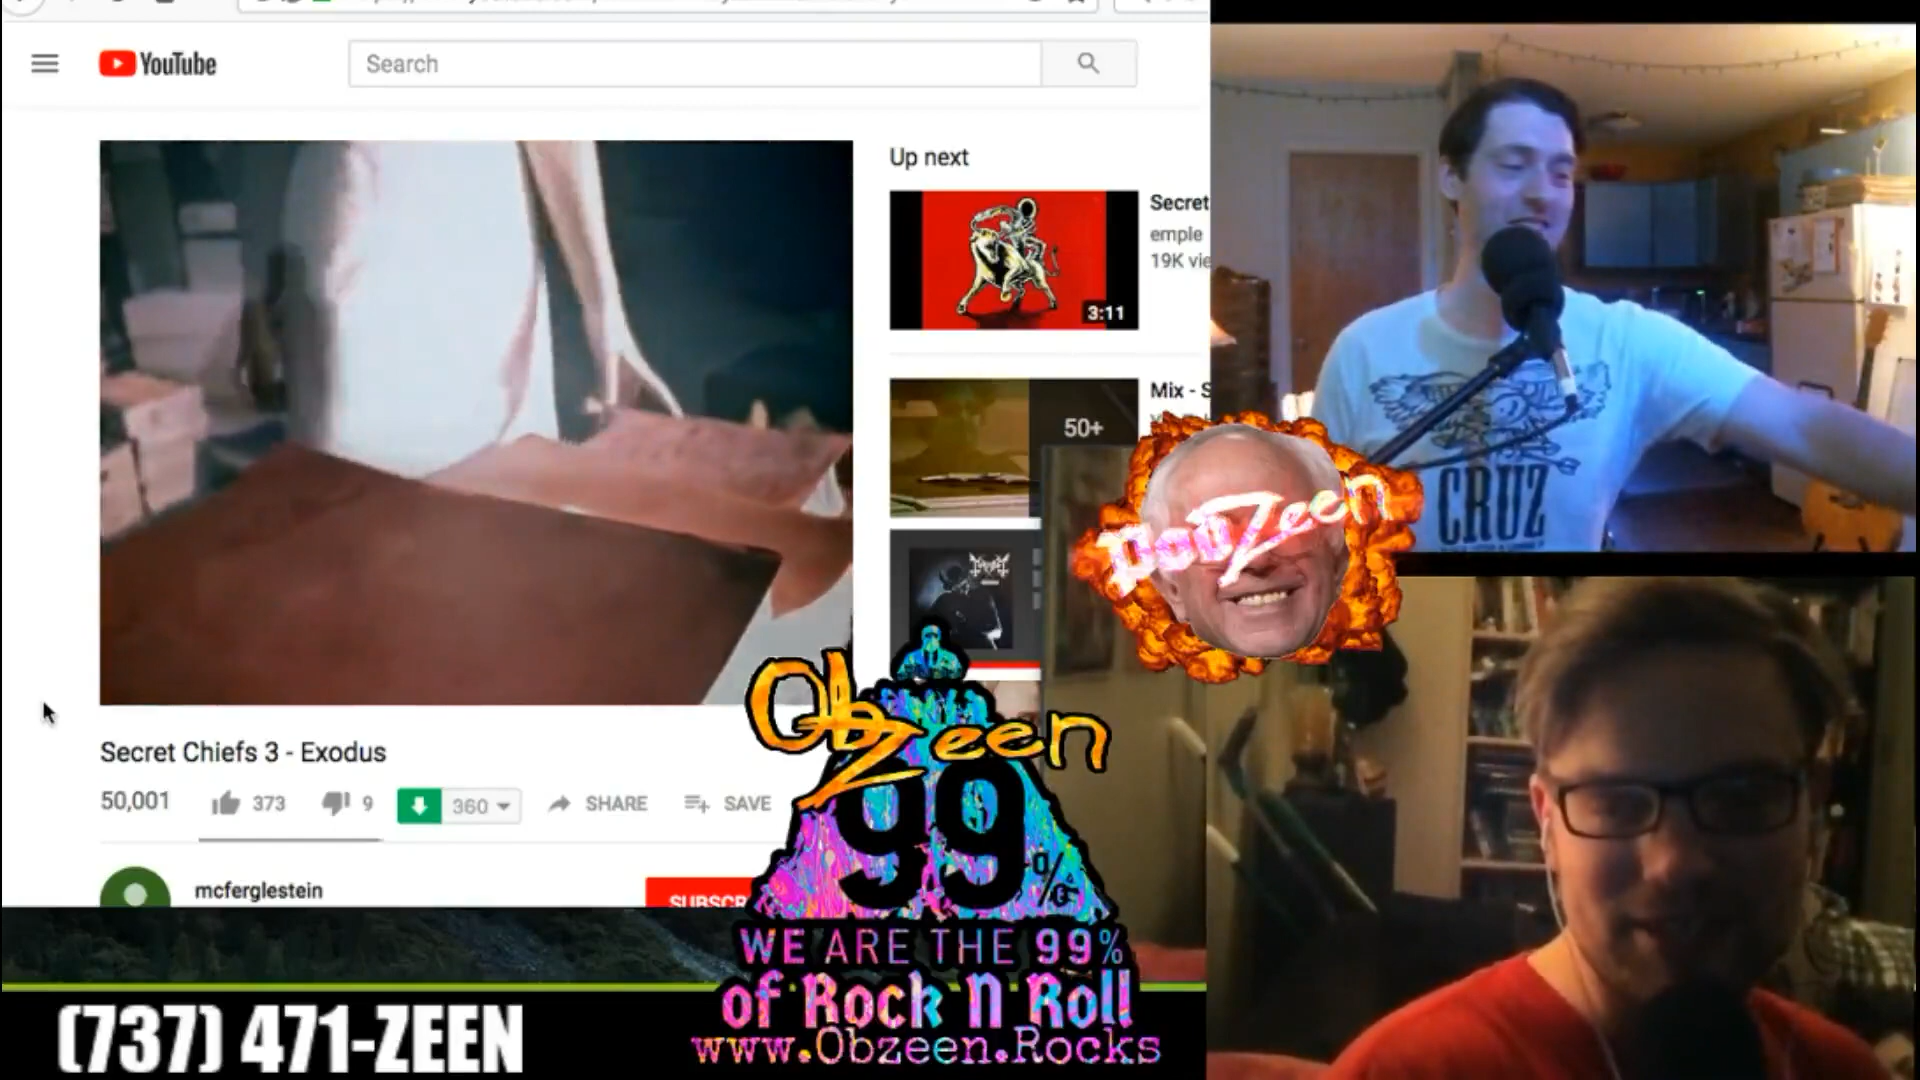 YouTube
Search
Up next
Secret
emple
19K vie
3:11
Mix - S
50+
CRUZ
PodZeen
Secret Chiefs 3 - Exodus
50,001
373
9
360
SHARE
SAVE
mcferglestein
SUBSCR
ObZeen
99%
WE ARE THE 99%
of Rock N Roll
www.Obzeen.Rocks
(737) 471-ZEEN